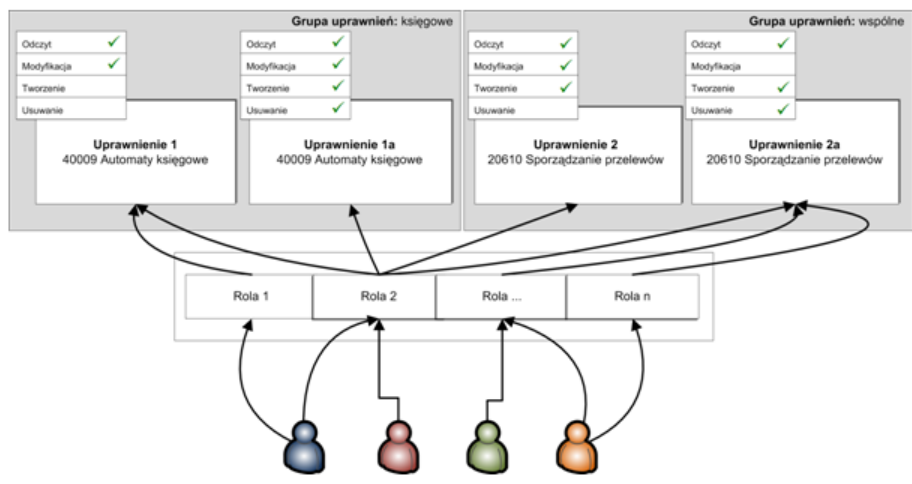 Grupa uprawnień: księgowe
Odczyt
Modyfikacja
Tworzenie
Usuwanie
Uprawnienie 1
40009 Automaty księgowe
Odczyt
Modyfikacja
Tworzenie
Usuwanie
Uprawnienie 1a
40009 Automaty księgowe
Grupa uprawnień: wspólne
Odczyt
Modyfikacja
Tworzenie
Usuwanie
Uprawnienie 2
20610 Sporządzanie przelewów
Odczyt
Modyfikacja
Tworzenie
Usuwanie
Uprawnienie 2a
20610 Sporządzanie przelewów
Rola 1
Rola 2
Rola ...
Rola n